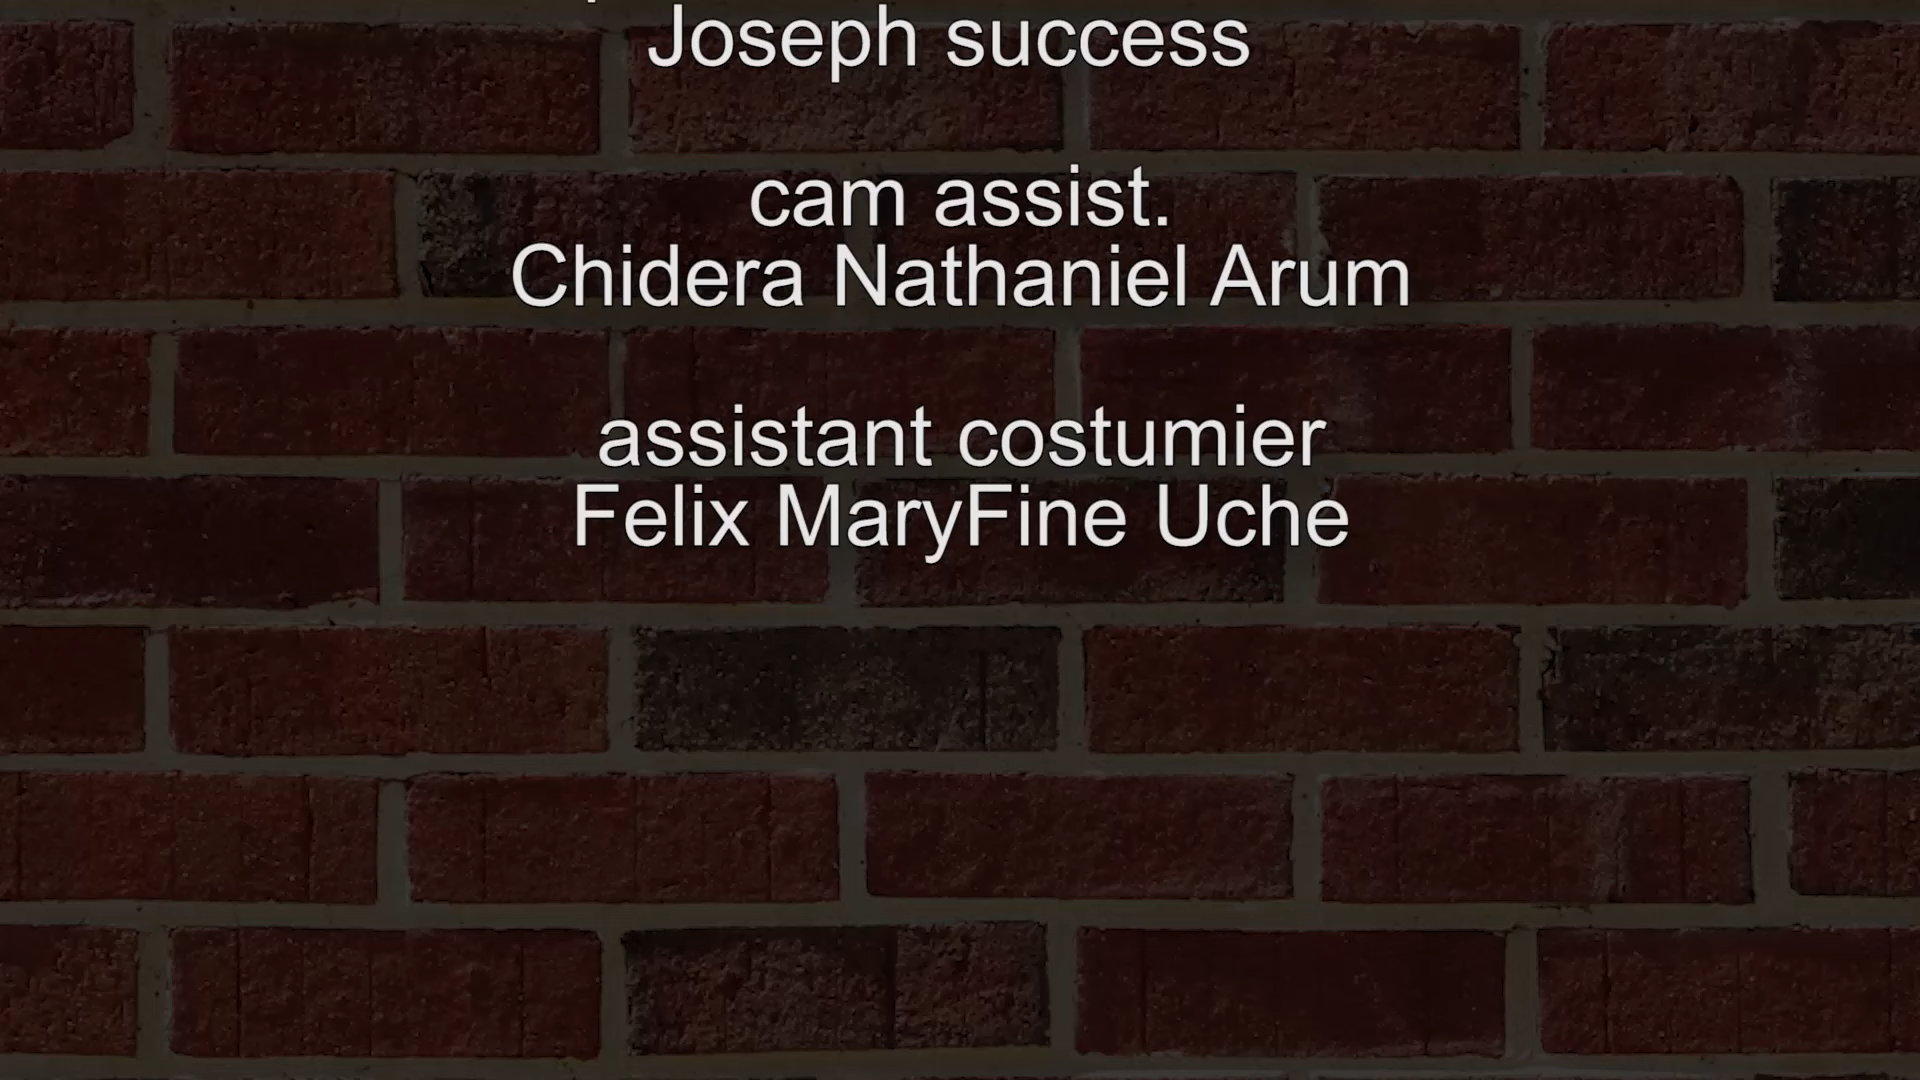 Joseph success
cam assist.
Chidera Nathaniel Arum
assistant costumier
Felix MaryFine Uche